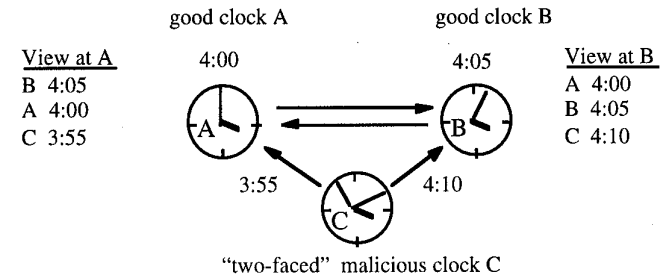 good clock A
good clock B
View at A
B 4:05
A 4:00
C 3:55
4:00
4:05
View at B
A 4:00
B 4:05
C 4:10
A
B
3:55
4:10
C
“two-faced” malicious clock C